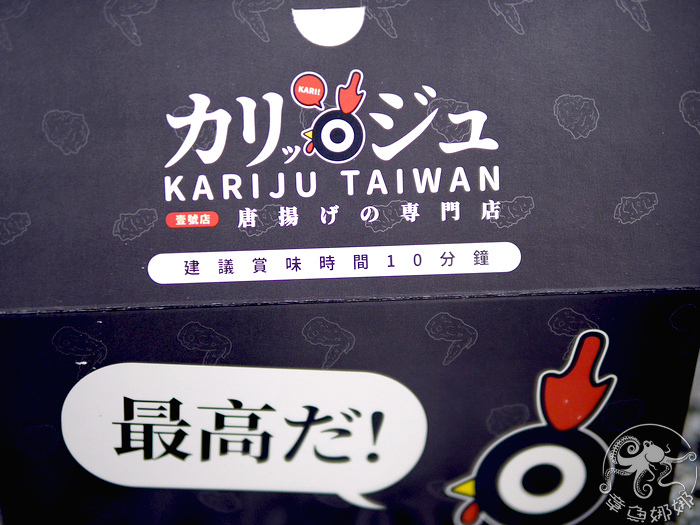 KARI!
カリッジュ
KARIJU TAIWAN
壹號店 唐揚げの専門店
建議賞味時間10分鐘
最高だ!
章魚娜娜